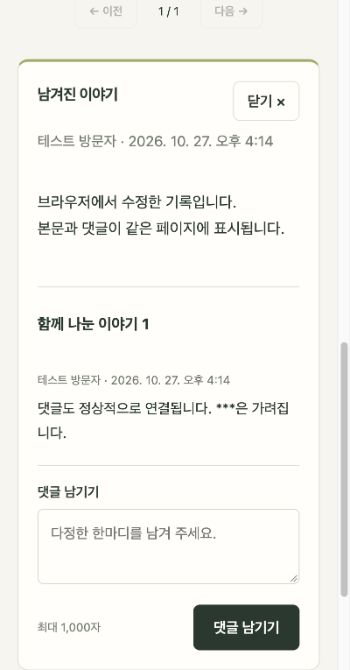 ← 이전 1 / 1 다음 →
남겨진 이야기
닫기 ×
테스트 방문자 · 2026. 10. 27. 오후 4:14
브라우저에서 수정한 기록입니다.
본문과 댓글이 같은 페이지에 표시됩니다.
함께 나눈 이야기 1
테스트 방문자 · 2026. 10. 27. 오후 4:14
댓글도 정상적으로 연결됩니다. ***은 가려집
니다.
댓글 남기기
다정한 한마디를 남겨 주세요.
최대 1,000자
댓글 남기기